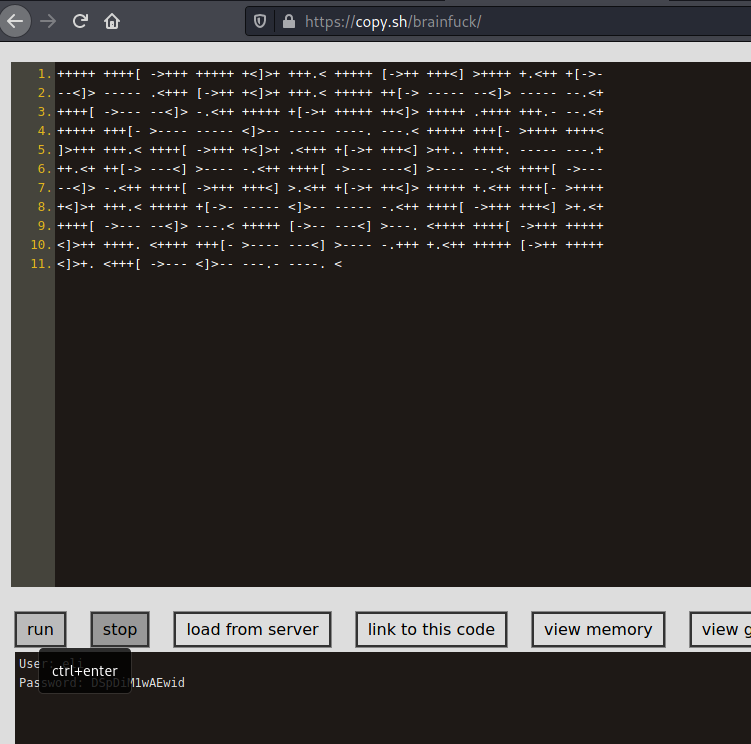 https://copy.sh/brainfuck/
1. +++++ ++++[ ->+++ +++++ +<]>+ +++.< +++++ [->++ +++<] >++++ +.<++ +[->-
2. --<]> ----- .<+++ [->++ +<]>+ +++.< +++++ ++[-> ----- --<]> ----- --.<+
3. ++++[ ->--- --<]> -.<++ +++++ +[->+ +++++ ++<]> +++++ .++++ +++.- --.<+
4. +++++ +++[- >---- ----- <]>-- ----- ----. ---.< +++++ +++[- >++++ ++++<
5. ]>+++ +++.< ++++[ ->+++ +<]>+ .<+++ +[->+ +++<] >++.. ++++. ----- ---.+
6. ++.<+ ++[-> ---<] >---- -.<++ ++++[ ->--- ---<] >---- --.<+ ++++[ ->---
7. --<]> -.<++ ++++[ ->+++ +++<] >.<++ +[->+ ++<]> +++++ +.<++ +++[- >++++
8. +<]>+ +++.< +++++ +[->- ----- <]>-- ----- -.<++ ++++[ ->+++ +++<] >+.<+
9. ++++[ ->--- --<]> ---.< +++++ [->-- ---<] >---. <++++ ++++[ ->+++ +++++
10. <]>++ ++++. <++++ +++[- >---- ---<] >---- -.+++ +.<++ +++++ [->++ +++++
11. <]>+. <+++[ ->--- <]>-- ---.- ----. <
run stop load from server link to this code view memory view g
User: eli
ctrl+enter
Password: DSpDiM1wAEwid